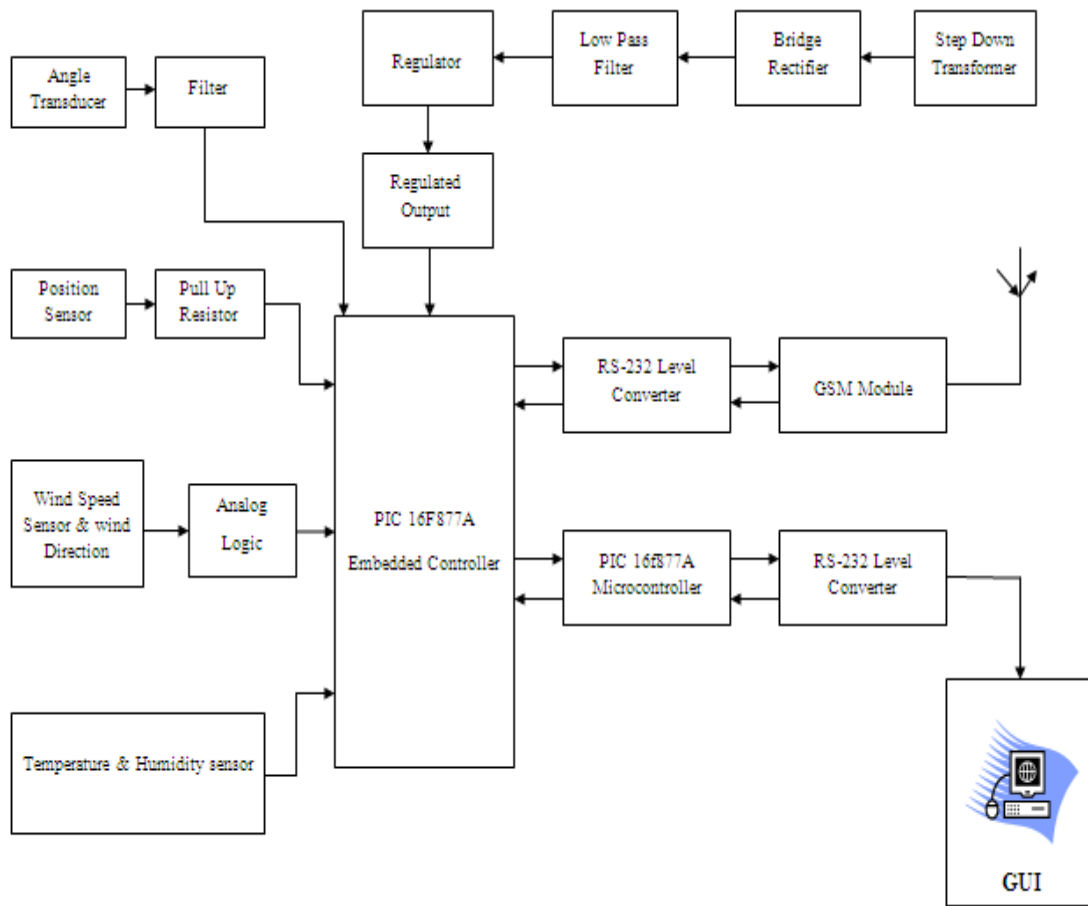 Angle
Transducer
Filter
Regulator
Low Pass
Filter
Bridge
Rectifier
Step Down
Transformer
Regulated
Output
Position
Sensor
Pull Up
Resistor
RS-232 Level
Converter
GSM Module
Wind Speed
Sensor & wind
Direction
Analog
Logic
PIC 16F877A
Embedded Controller
PIC 16f877A
Microcontroller
RS-232 Level
Converter
Temperature & Humidity sensor
GUI